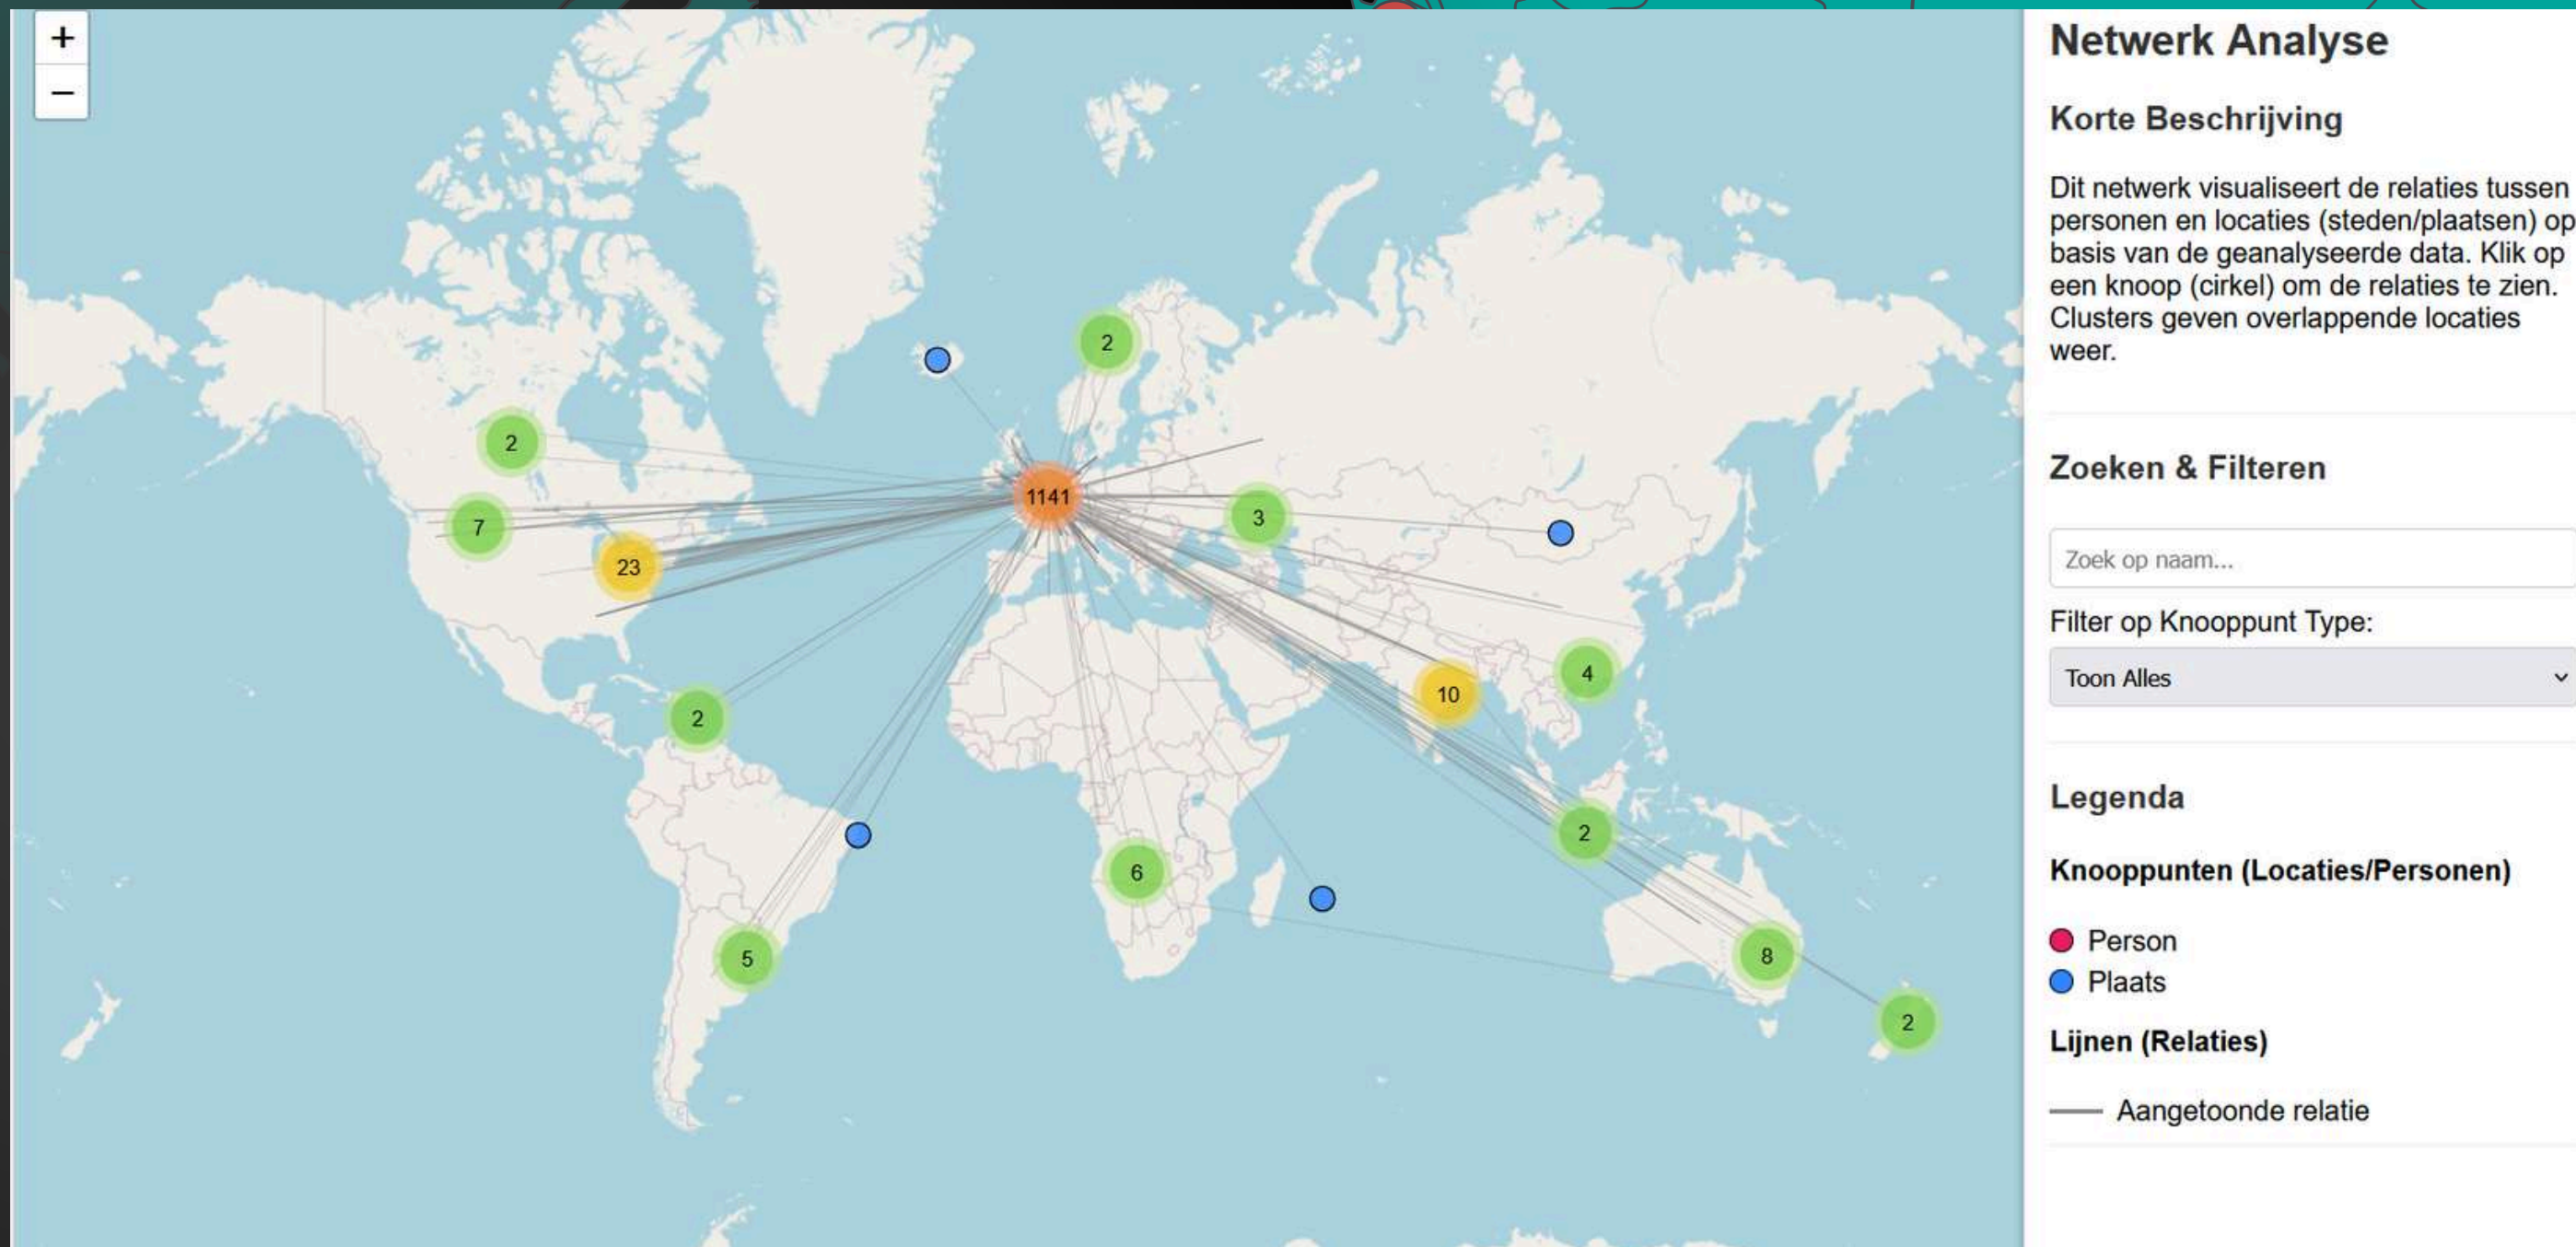 +
−
2
2
1141
7
3
23
4
10
2
2
6
8
5
2
Netwerk Analyse
Korte Beschrijving
Dit netwerk visualiseert de relaties tussen
personen en locaties (steden/plaatsen) op
basis van de geanalyseerde data. Klik op
een knoop (cirkel) om de relaties te zien.
Clusters geven overlappende locaties
weer.
Zoeken & Filteren
Zoek op naam...
Filter op Knooppunt Type:
Toon Alles
Legenda
Knooppunten (Locaties/Personen)
Person
Plaats
Lijnen (Relaties)
Aangetoonde relatie